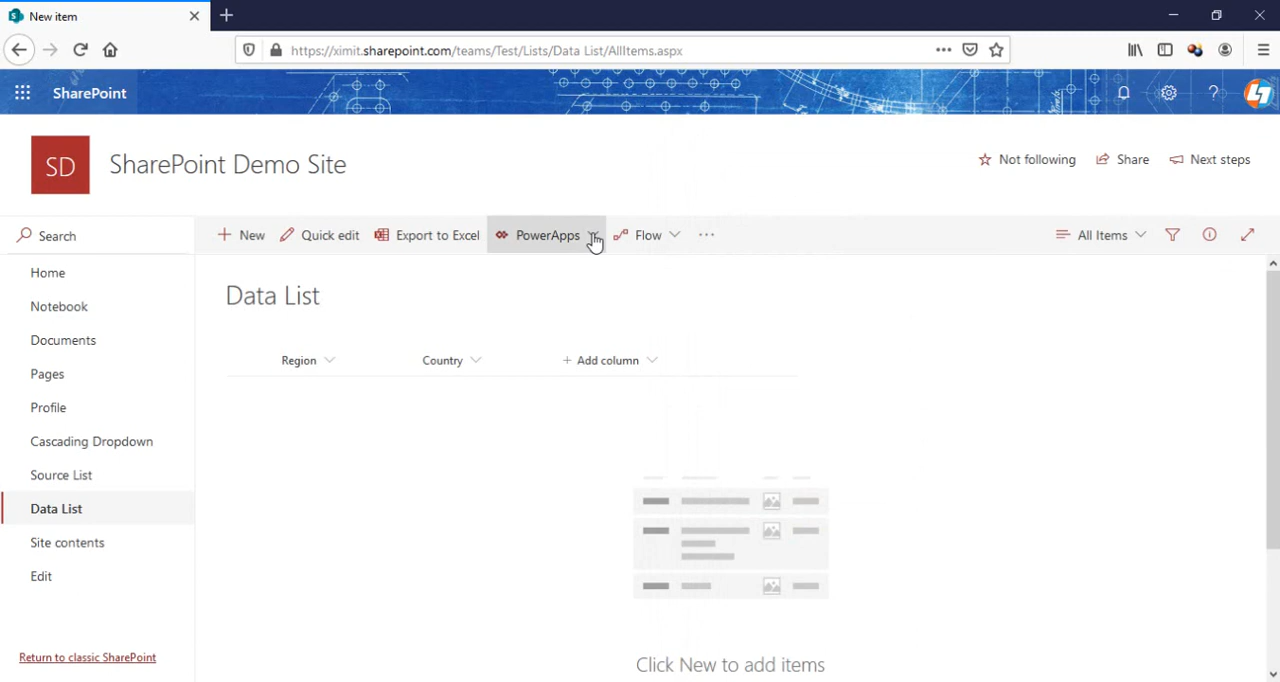 New item
https://ximit.sharepoint.com/teams/Test/Lists/Data List/AllItems.aspx
SharePoint
SD
SharePoint Demo Site
Not following
Share
Next steps
Search
New
Quick edit
Export to Excel
PowerApps
Flow
All Items
Home
Notebook
Documents
Pages
Profile
Cascading Dropdown
Source List
Data List
Site contents
Edit
Return to classic SharePoint
Data List
Region
Country
+ Add column
Click New to add items